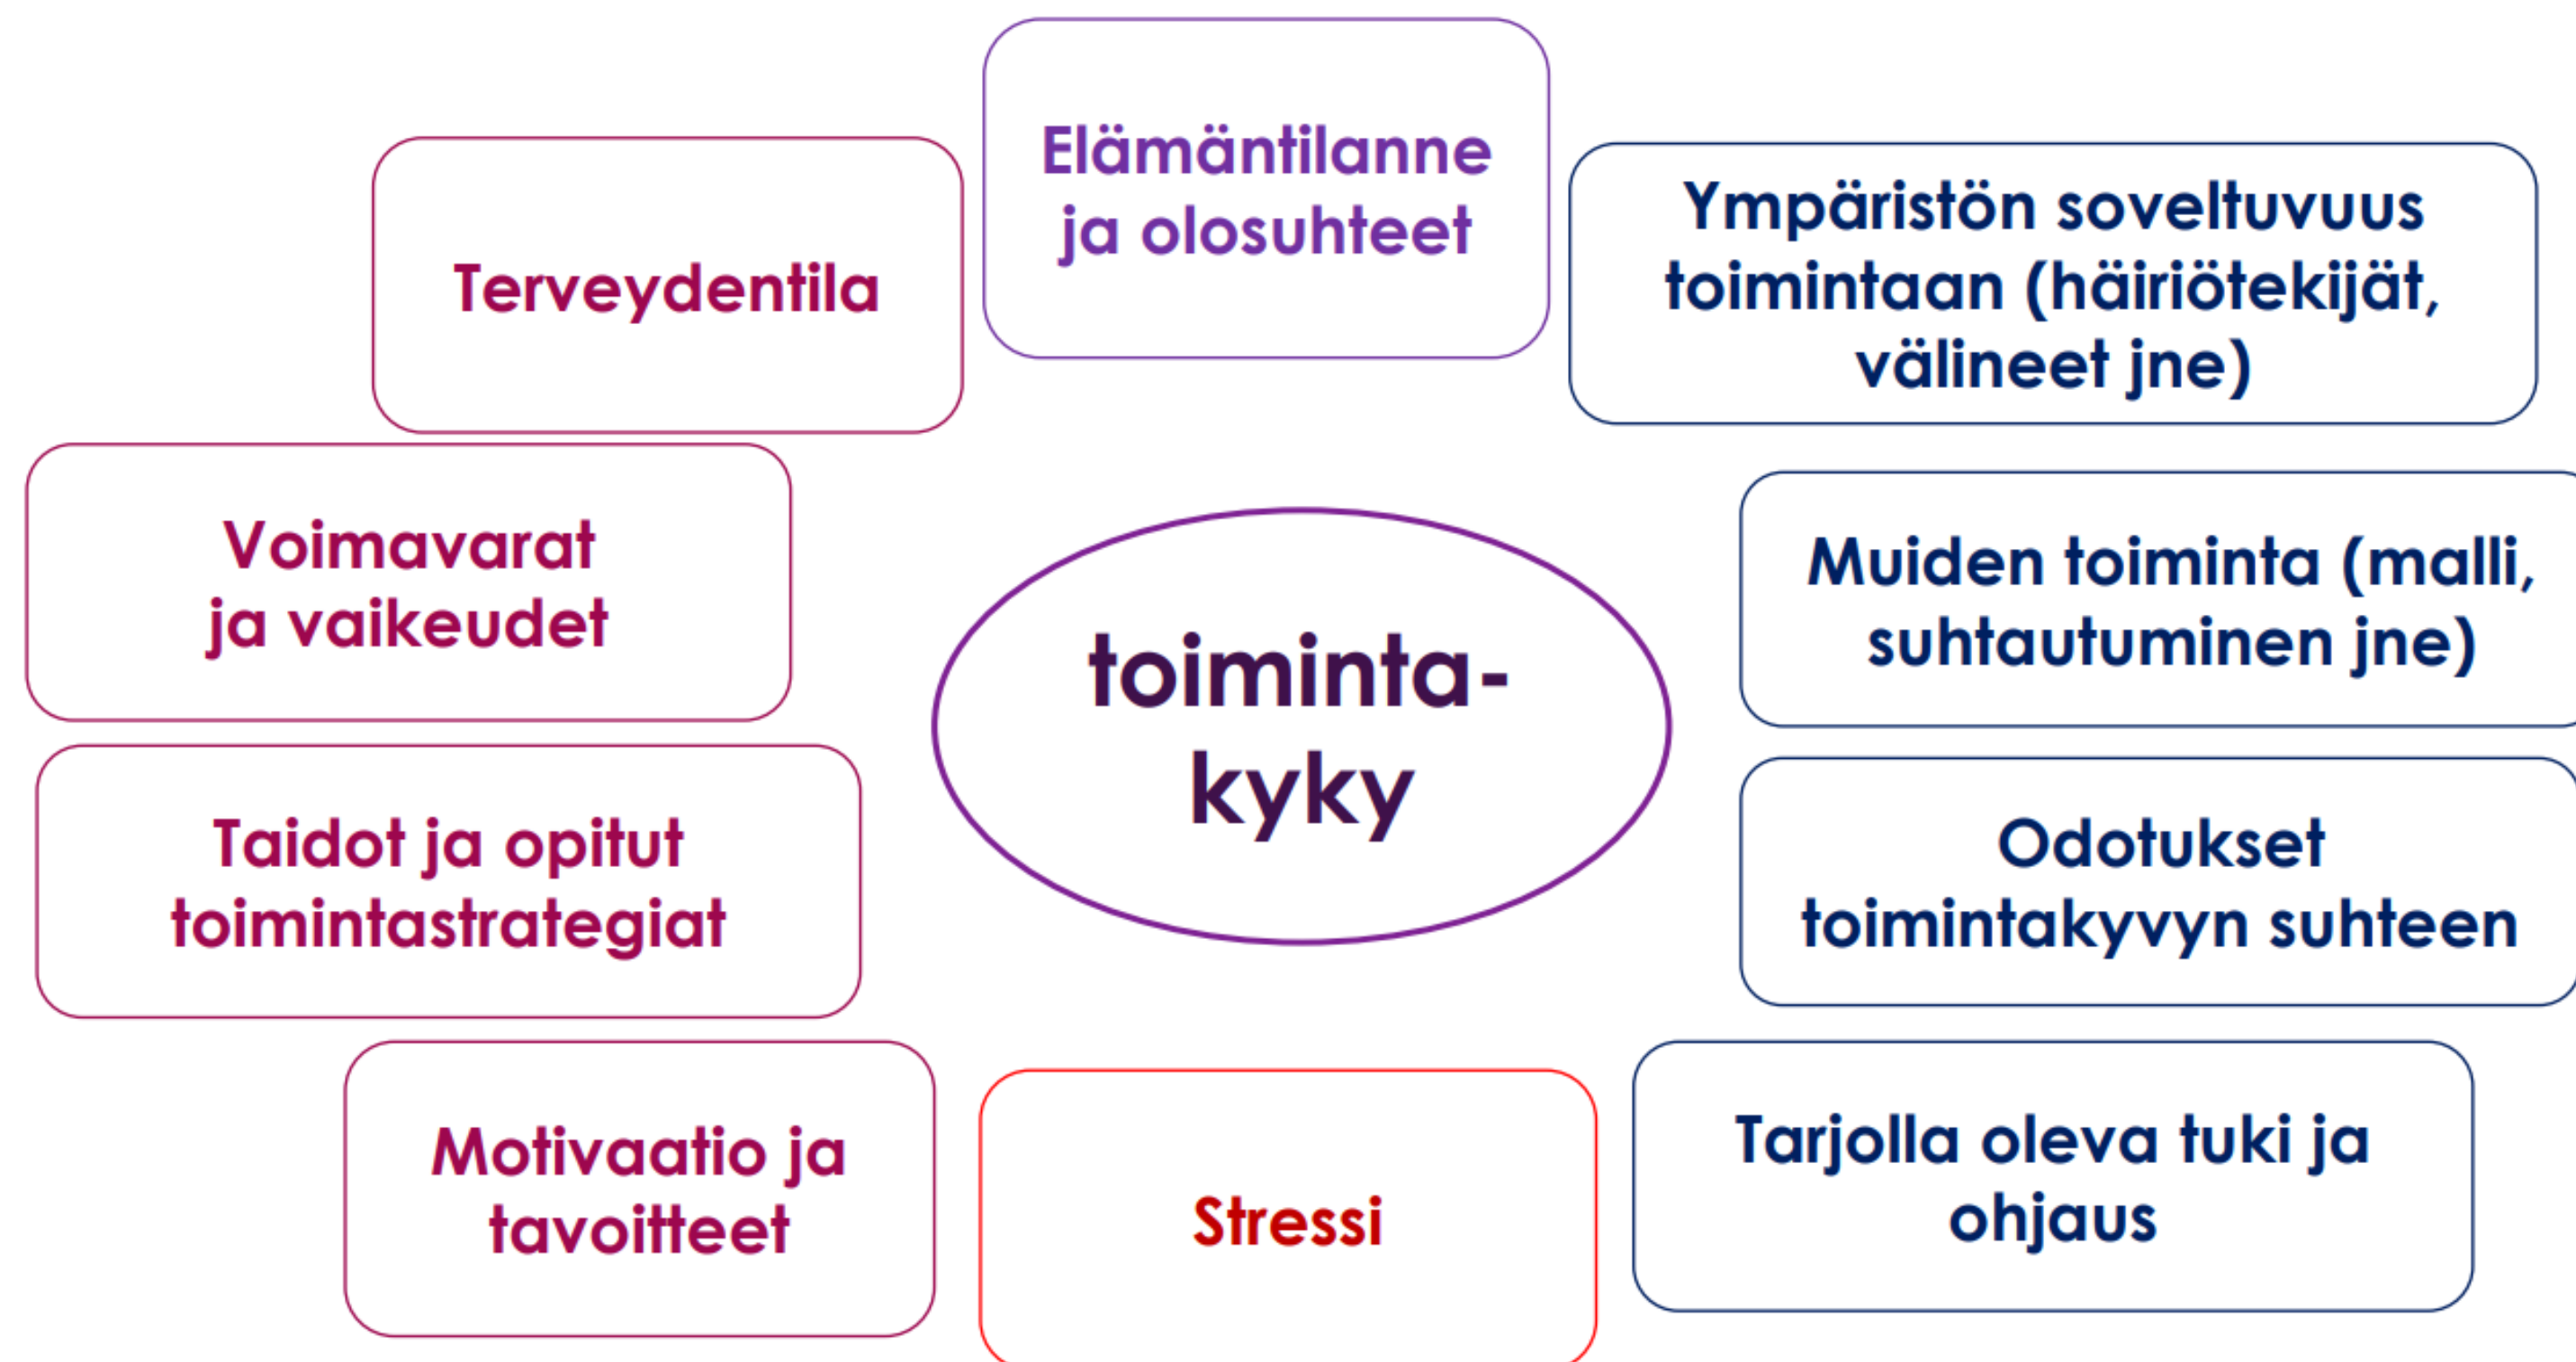 Elämäntilanne
ja olosuhteet
Terveydentila
Ympäristön soveltuvuus
toimintaan (häiriötekijät,
välineet jne)
Voimavarat
ja vaikeudet
Muiden toiminta (malli,
suhtautuminen jne)
toiminta-
kyky
Taidot ja opitut
toimintastrategiat
Odotukset
toimintakyvyn suhteen
Motivaatio ja
tavoitteet
Stressi
Tarjolla oleva tuki ja
ohjaus